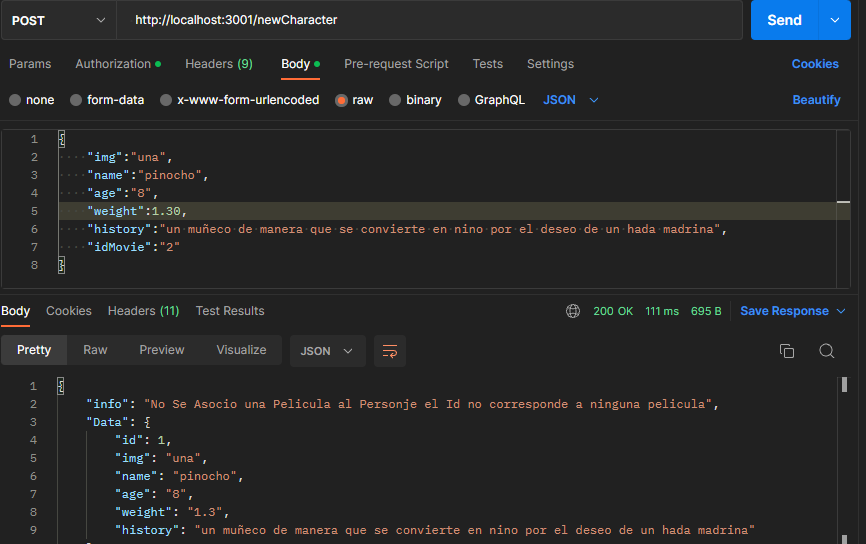 POST http://localhost:3001/newCharacter Send
Params Authorization Headers (9) Body Pre-request Script Tests Settings Cookies
none form-data x-www-form-urlencoded raw binary GraphQL JSON Beautify
1 {
2 "img":"una",
3 "name":"pinocho",
4 "age":"8",
5 "weight":1.30,
6 "history":"un muñeco de manera que se convierte en nino por el deseo de un hada madrina",
7 "idMovie":"2"
8 }
Body Cookies Headers (11) Test Results 200 OK 111 ms 695 B Save Response
Pretty Raw Preview Visualize JSON
1 {
2 "info": "No Se Asocio una Pelicula al Personje el Id no corresponde a ninguna pelicula",
3 "Data": {
4 "id": 1,
5 "img": "una",
6 "name": "pinocho",
7 "age": "8",
8 "weight": "1.3",
9 "history": "un muñeco de manera que se convierte en nino por el deseo de un hada madrina"